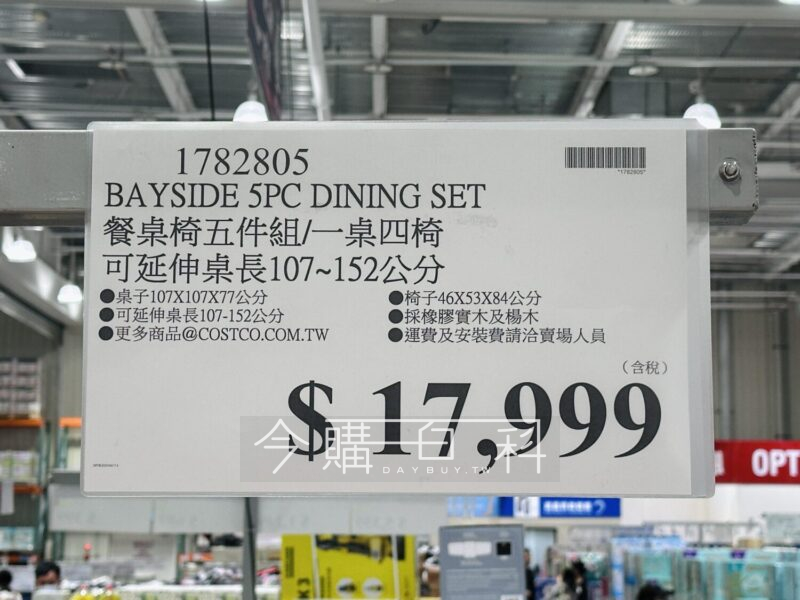 1782805
"1782805"
BAYSIDE 5PC DINING SET
餐桌椅五件組/一桌四椅
可延伸桌長107~152公分
●桌子107X107X77公分
●椅子46X53X84公分
●可延伸桌長107-152公分
●採橡膠實木及楊木
●更多商品@COSTCO.COM.TW
●運費及安裝費請洽賣場人員
(含稅)
$ 17,999
今購百科
DAYBUY.TW
OPT